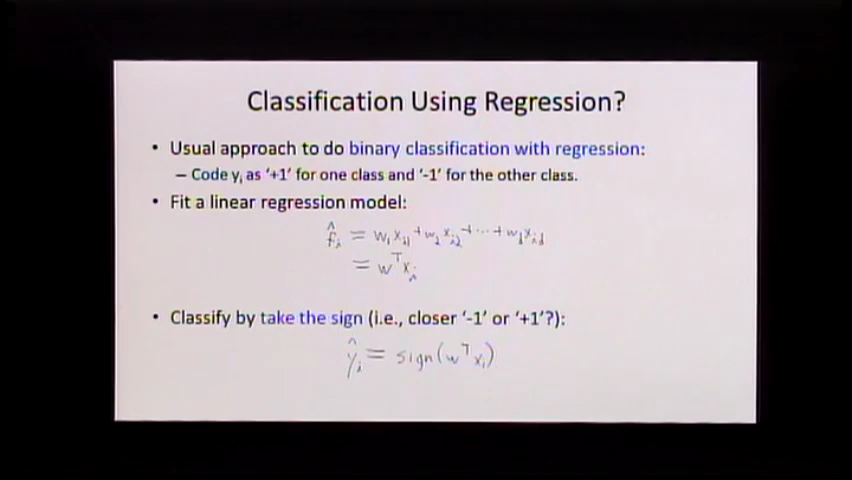 Classification Using Regression?
• Usual approach to do binary classification with regression:
– Code yᵢ as '+1' for one class and '-1' for the other class.
• Fit a linear regression model:
f̂ᵢ = w₁xᵢ₁ + w₂xᵢ₂ + ... + w_d x_id
= wᵀxᵢ
• Classify by take the sign (i.e., closer '-1' or '+1'?):
ŷᵢ = sign(wᵀxᵢ)